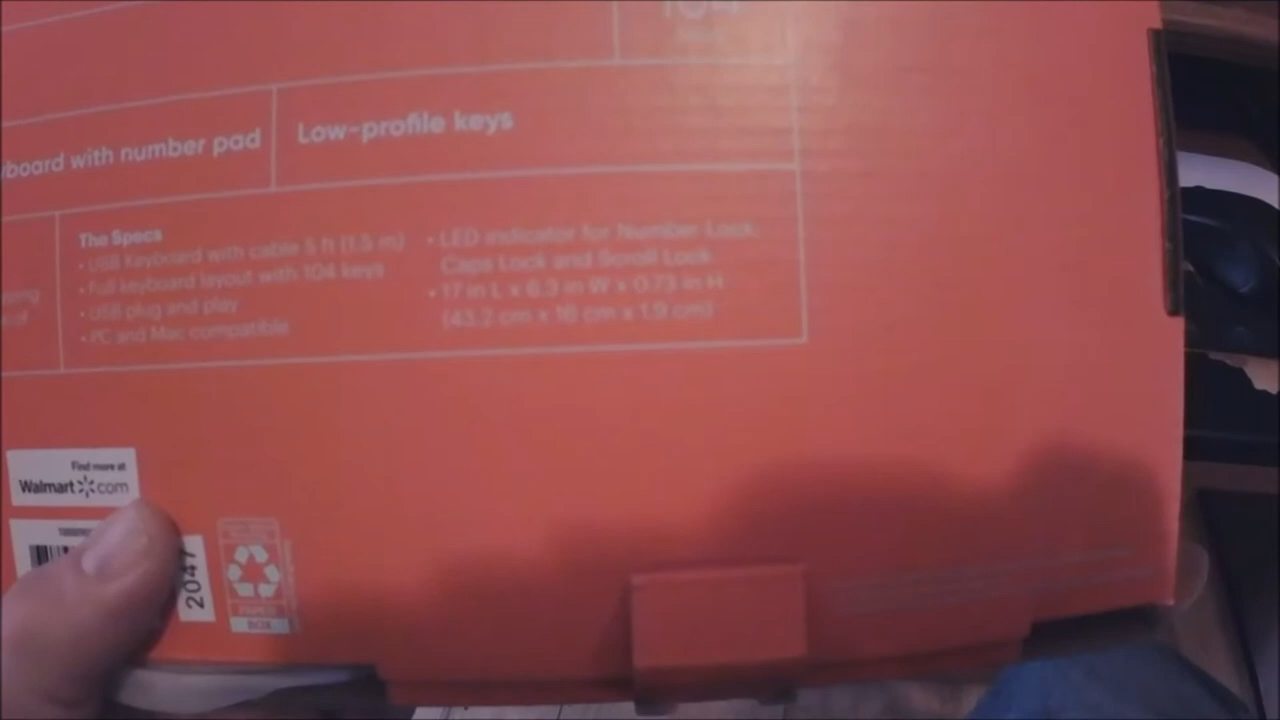 104
yboard with number pad
Low-profile keys
The Specs
• USB Keyboard with cable 5 ft (1.5 m)
• Full keyboard layout with 104 keys
• USB plug and play
• PC and Mac compatible
• LED indicator for Number Lock,
Caps Lock and Scroll Lock
• 17 in L x 6.3 in W x 0.73 in H
(43.2 cm x 16 cm x 1.9 cm)
Find more at
Walmart com
2047
BOX